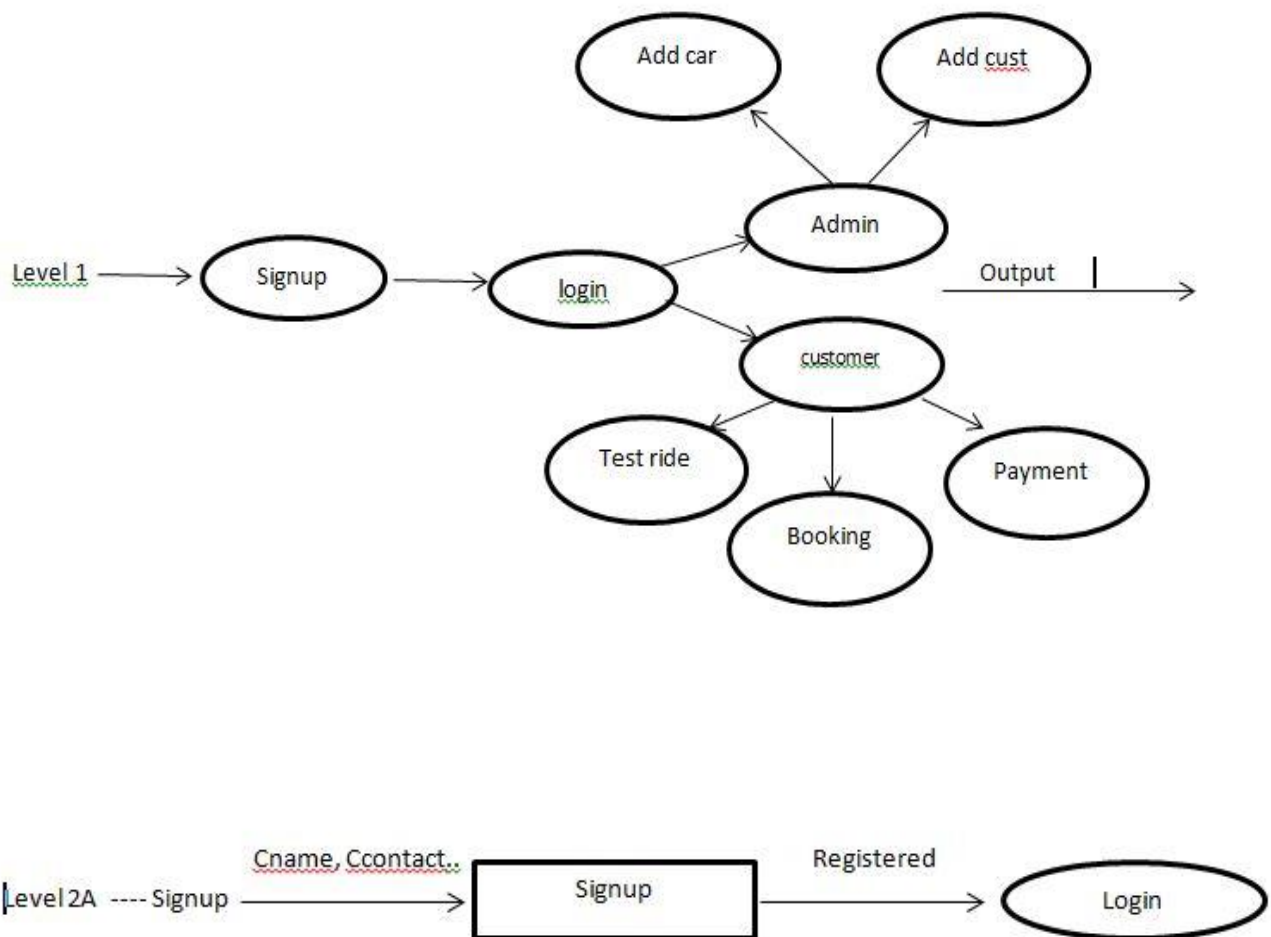 Add car
Add cust
Admin
Level 1
Signup
login
Output
customer
Test ride
Payment
Booking
Cname, Ccontact..
Registered
Level 2A ---- Signup
Signup
Login